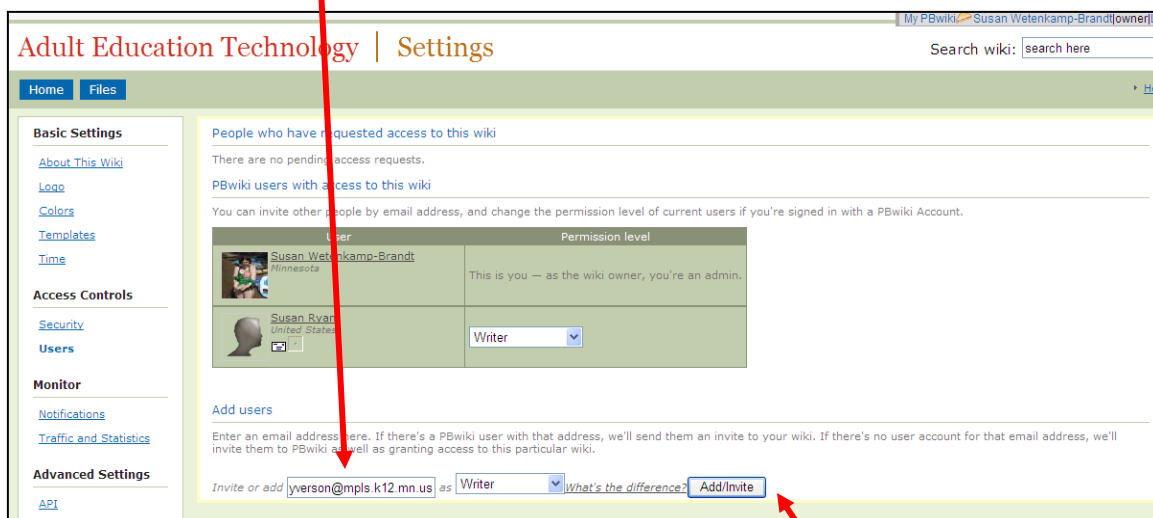 My PBwiki Susan Wetenkamp-Brandt|owner|
Adult Education Technology | Settings
Search wiki: search here
Home Files
Basic Settings
About This Wiki
Logo
Colors
Templates
Time
Access Controls
Security
Users
Monitor
Notifications
Traffic and Statistics
Advanced Settings
API
People who have requested access to this wiki
There are no pending access requests.
PBwiki users with access to this wiki
You can invite other people by email address, and change the permission level of current users if you're signed in with a PBwiki Account.
User Permission level
Susan Wetenkamp-Brandt
Minnesota
This is you — as the wiki owner, you're an admin.
Susan Ryan
United States
Writer
Add users
Enter an email address here. If there's a PBwiki user with that address, we'll send them an invite to your wiki. If there's no user account for that email address, we'll
invite them to PBwiki as well as granting access to this particular wiki.
Invite or add yverson@mpls.k12.mn.us as Writer What's the difference? Add/Invite